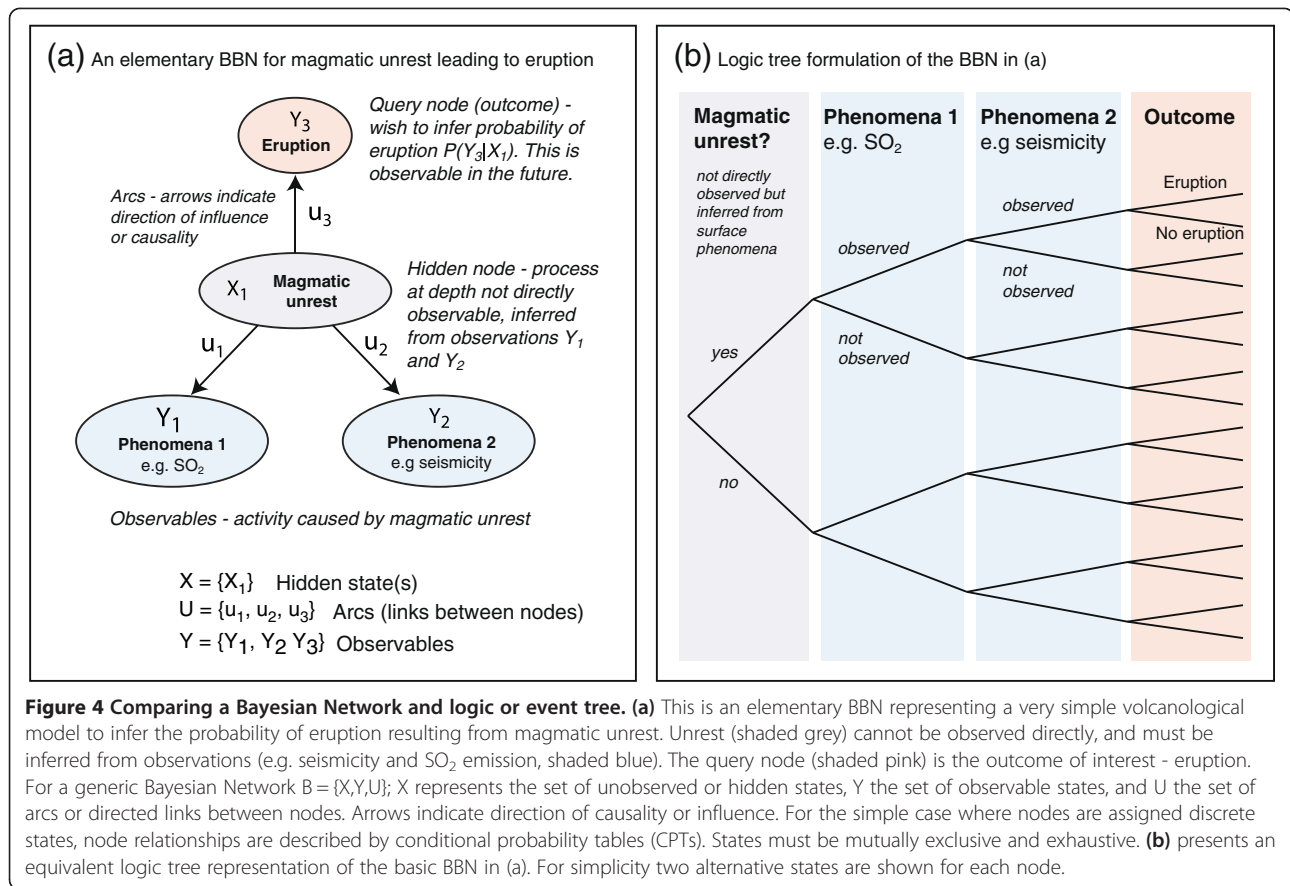 (a) An elementary BBN for magmatic unrest leading to eruption
Y3
Eruption
Query node (outcome) -
wish to infer probability of
eruption P(Y3|X1). This is
observable in the future.
Arcs - arrows indicate
direction of influence
or causality
u3
X1 Magmatic
unrest
Hidden node - process
at depth not directly
observable, inferred
from observations Y1
and Y2
u1
u2
Y1
Phenomena 1
e.g. SO2
Y2
Phenomena 2
e.g seismicity
Observables - activity caused by magmatic unrest
X = {X1} Hidden state(s)
U = {u1, u2, u3} Arcs (links between nodes)
Y = {Y1, Y2 Y3} Observables
(b) Logic tree formulation of the BBN in (a)
Magmatic
unrest?
not directly
observed but
inferred from
surface
phenomena
Phenomena 1
e.g. SO2
Phenomena 2
e.g seismicity
Outcome
Eruption
No eruption
observed
not
observed
observed
not
observed
yes
no
Figure 4 Comparing a Bayesian Network and logic or event tree. (a) This is an elementary BBN representing a very simple volcanological
model to infer the probability of eruption resulting from magmatic unrest. Unrest (shaded grey) cannot be observed directly, and must be
inferred from observations (e.g. seismicity and SO2 emission, shaded blue). The query node (shaded pink) is the outcome of interest - eruption.
For a generic Bayesian Network B = {X,Y,U}; X represents the set of unobserved or hidden states, Y the set of observable states, and U the set of
arcs or directed links between nodes. Arrows indicate direction of causality or influence. For the simple case where nodes are assigned discrete
states, node relationships are described by conditional probability tables (CPTs). States must be mutually exclusive and exhaustive. (b) presents an
equivalent logic tree representation of the basic BBN in (a). For simplicity two alternative states are shown for each node.